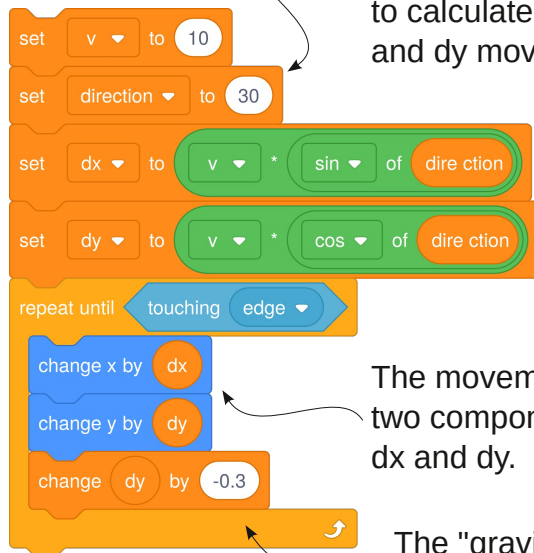 to calculate
and dy mov
set v to 10
set direction to 30
set dx to v * sin of dire ction
set dy to v * cos of dire ction
repeat until touching edge
change x by dx
change y by dy
change dy by -0.3
The movem
two compon
dx and dy.
The "gravi